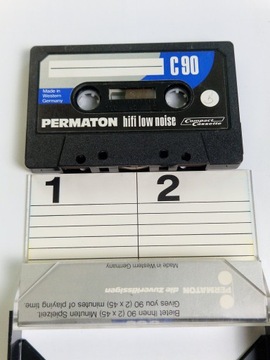 C90
Made in
Western
Germany
PERMATON hifi low noise Compact Cassette
1 2
Made in Western Germany
PERMATON die Zuverlässigen
Bietet Ihnen 90 (2 x 45) Minuten Spielzeit.
Gives you 90 (2 x 45) minutes of playing time.